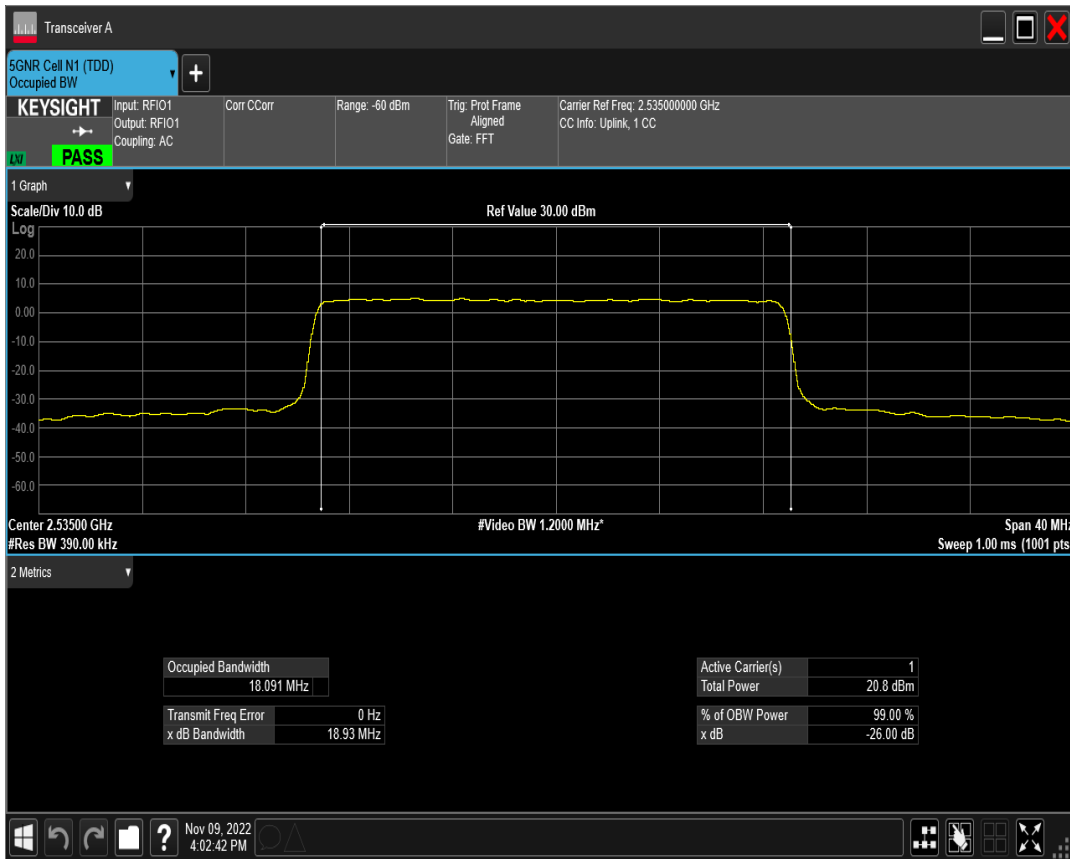 Transceiver A
5GNR Cell N1 (TDD)
Occupied BW
+
KEYSIGHT
LXI
PASS
Input: RFIO1
Output: RFIO1
Coupling: AC
Corr CCorr
Range: -60 dBm
Trig: Prot Frame
Aligned
Gate: FFT
Carrier Ref Freq: 2.535000000 GHz
CC Info: Uplink, 1 CC
1 Graph
Scale/Div 10.0 dB
Ref Value 30.00 dBm
Log
20.0
10.0
0.00
-10.0
-20.0
-30.0
-40.0
-50.0
-60.0
Center 2.53500 GHz
#Video BW 1.2000 MHz*
Span 40 MHz
#Res BW 390.00 kHz
Sweep 1.00 ms (1001 pts
2 Metrics
Occupied Bandwidth
18.091 MHz
Transmit Freq Error 0 Hz
x dB Bandwidth 18.93 MHz
Active Carrier(s) 1
Total Power 20.8 dBm
% of OBW Power 99.00 %
x dB -26.00 dB
?
Nov 09, 2022
4:02:42 PM